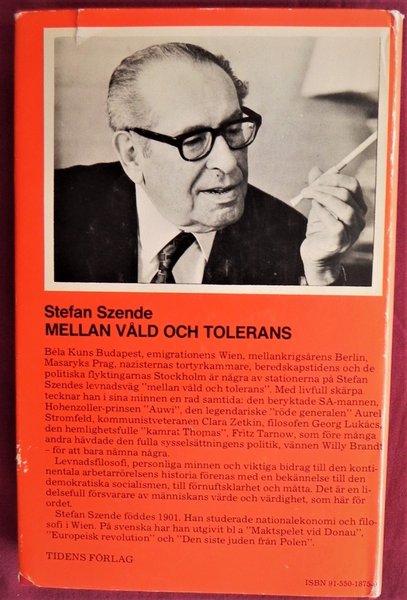 Stefan Szende
MELLAN VÅLD OCH TOLERANS
Béla Kuns Budapest, emigrationens Wien, mellankrigsårens Berlin,
Masaryks Prag, nazisternas tortyrkammare, beredskapstidens och de
politiska flyktingarnas Stockholm är några av stationerna på Stefan
Szendes levnadsväg "mellan våld och tolerans". Med livfull skärpa
tecknar han i sina minnen en rad samtida: den beryktade SA-mannen,
Hohenzoller-prinsen "Auwi", den legendariske "röde generalen" Aurel
Stromfeld, kommunistveteranen Clara Zetkin, filosofen Georg Lukács,
den hemlighetsfulle "kamrat Thomas", Fritz Tarnow, som före många
andra hävdade den fulla sysselsättningens politik, vännen Willy Brandt
– för att bara nämna några.
Levnadsfilosofi, personliga minnen och viktiga bidrag till den konti-
nentala arbetarrörelsens historia förenas med en bekännelse till den
demokratiska socialismen, till förnuftsklarhet och måtta. Det är en li-
delsefull försvarare av människans värde och värdighet, som här för
ordet.
Stefan Szende föddes 1901. Han studerade nationalekonomi och filo-
sofi i Wien. På svenska har han utgivit bl a "Maktspelet vid Donau",
"Europeisk revolution" och "Den siste juden från Polen".
TIDENS FÖRLAG
ISBN 91-550-1875-